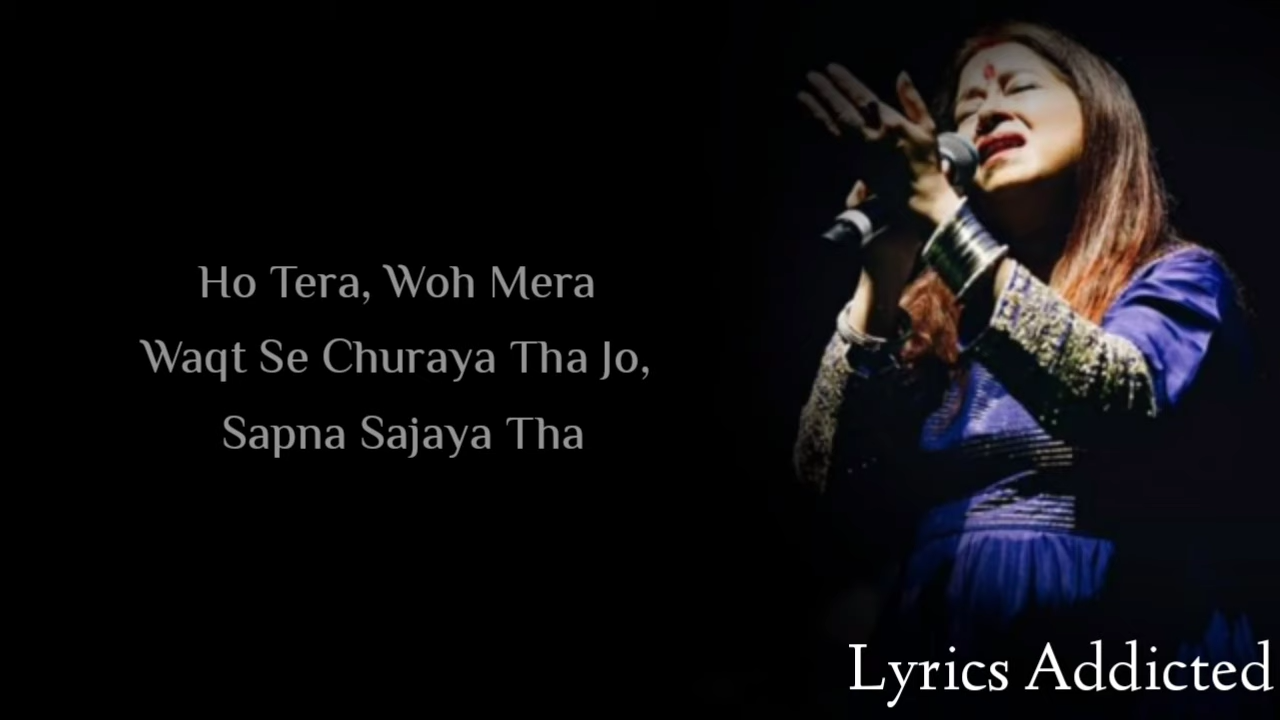 Ho Tera, Woh Mera
Waqt Se Churaya Tha Jo,
Sapna Sajaya Tha
Lyrics Addicted